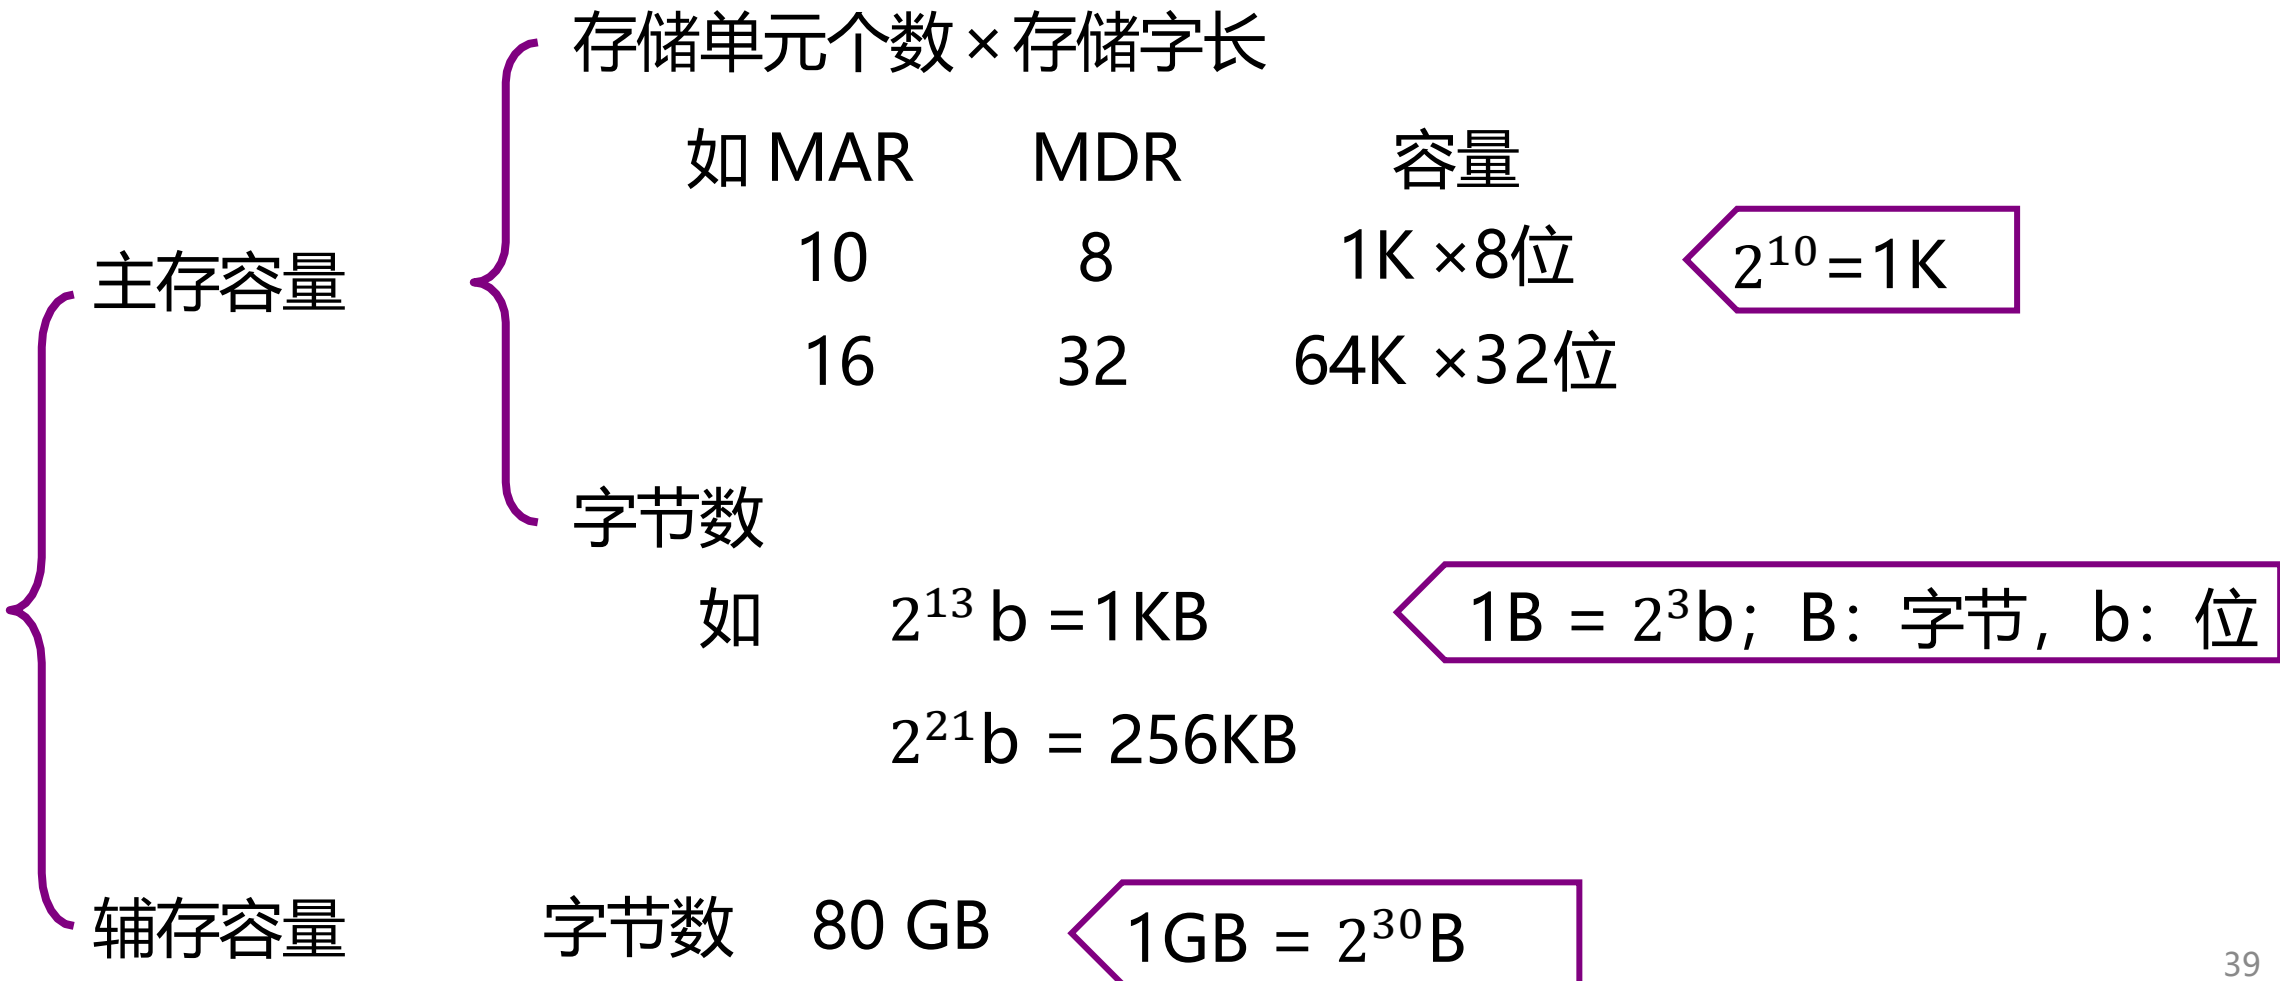 存储单元个数×存储字长
如 MAR MDR 容量
主存容量
10 8 1K ×8位 2¹⁰=1K
16 32 64K ×32位
字节数
如 2¹³ b =1KB 1B = 2³b；B：字节，b：位
2²¹b = 256KB
辅存容量 字节数 80 GB 1GB = 2³⁰B
39